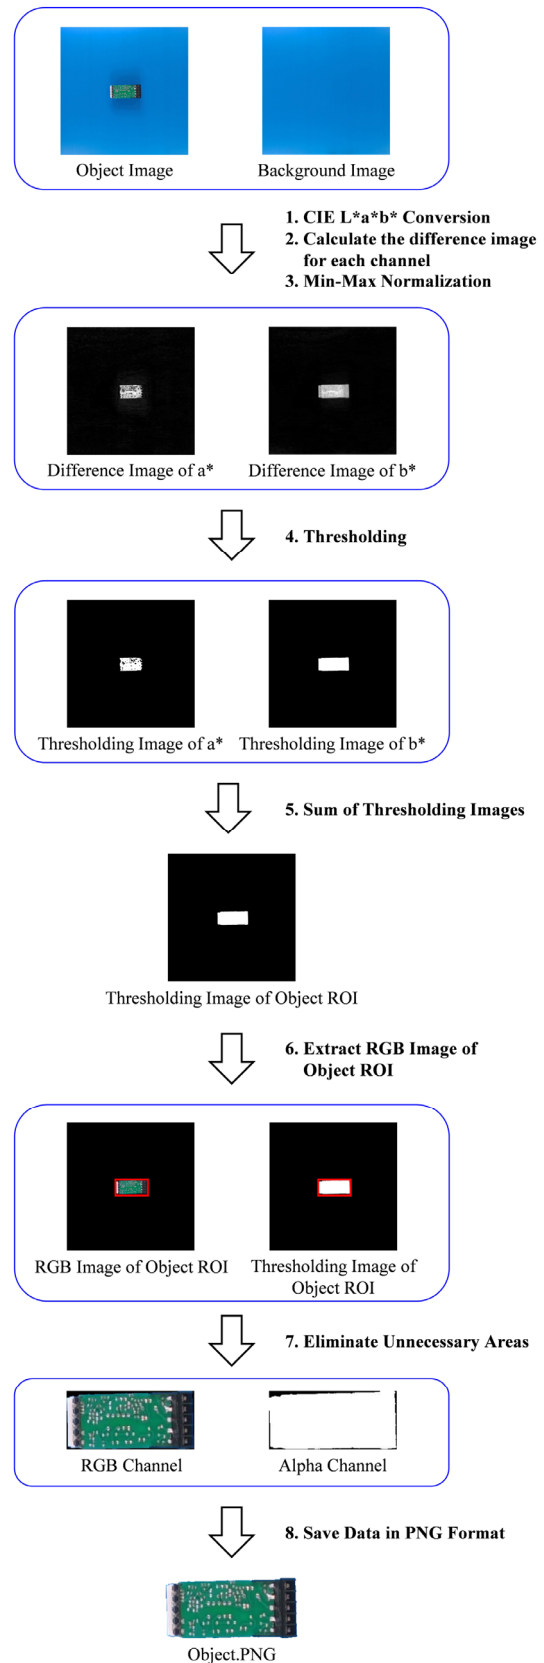 Object Image
Background Image
1. CIE L*a*b* Conversion
2. Calculate the difference image
for each channel
3. Min-Max Normalization
Difference Image of a*
Difference Image of b*
4. Thresholding
Thresholding Image of a*
Thresholding Image of b*
5. Sum of Thresholding Images
Thresholding Image of Object ROI
6. Extract RGB Image of
Object ROI
RGB Image of Object ROI
Thresholding Image of
Object ROI
7. Eliminate Unnecessary Areas
RGB Channel
Alpha Channel
8. Save Data in PNG Format
Object.PNG